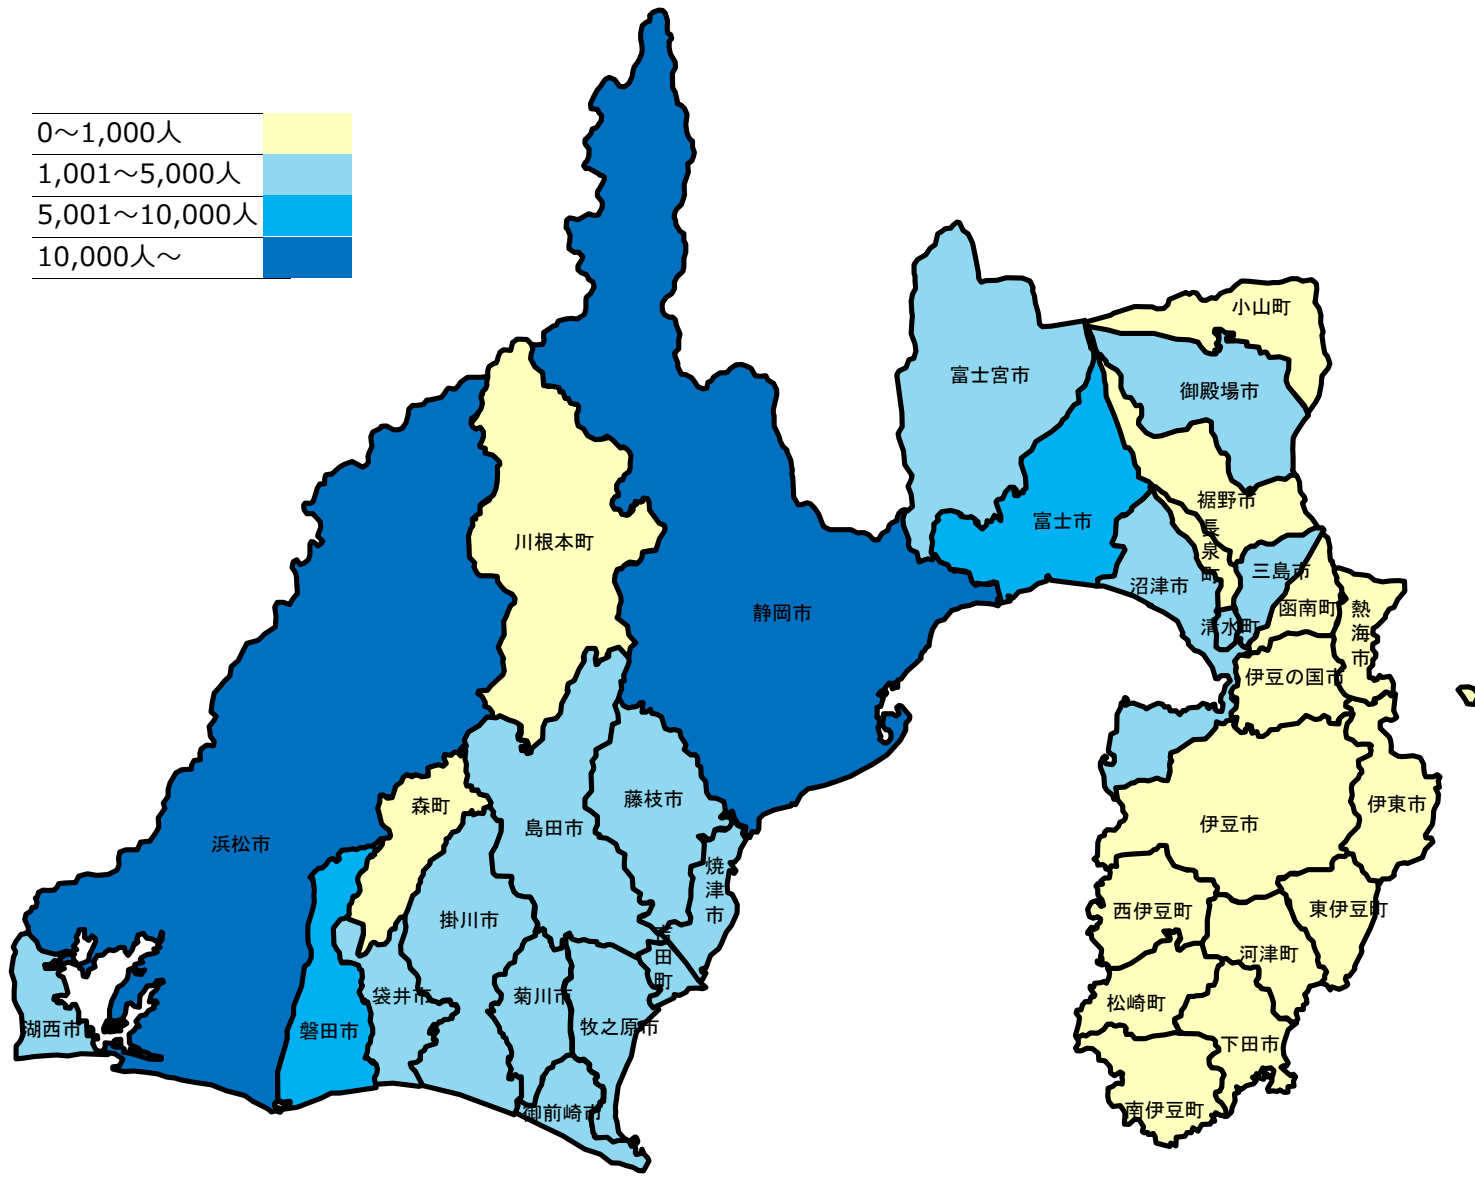 0～1,000人
1,001～5,000人
5,001～10,000人
10,000人～
小山町
富士宮市
御殿場市
裾野市
富士市
長泉町
川根本町
三島市
沼津市
函南町
熱海市
静岡市
清水町
伊豆の国市
藤枝市
森町
伊東市
島田市
伊豆市
浜松市
焼津市
西伊豆町
東伊豆町
掛川市
吉田町
河津町
袋井市
菊川市
松崎町
湖西市
磐田市
牧之原市
下田市
御前崎市
南伊豆町